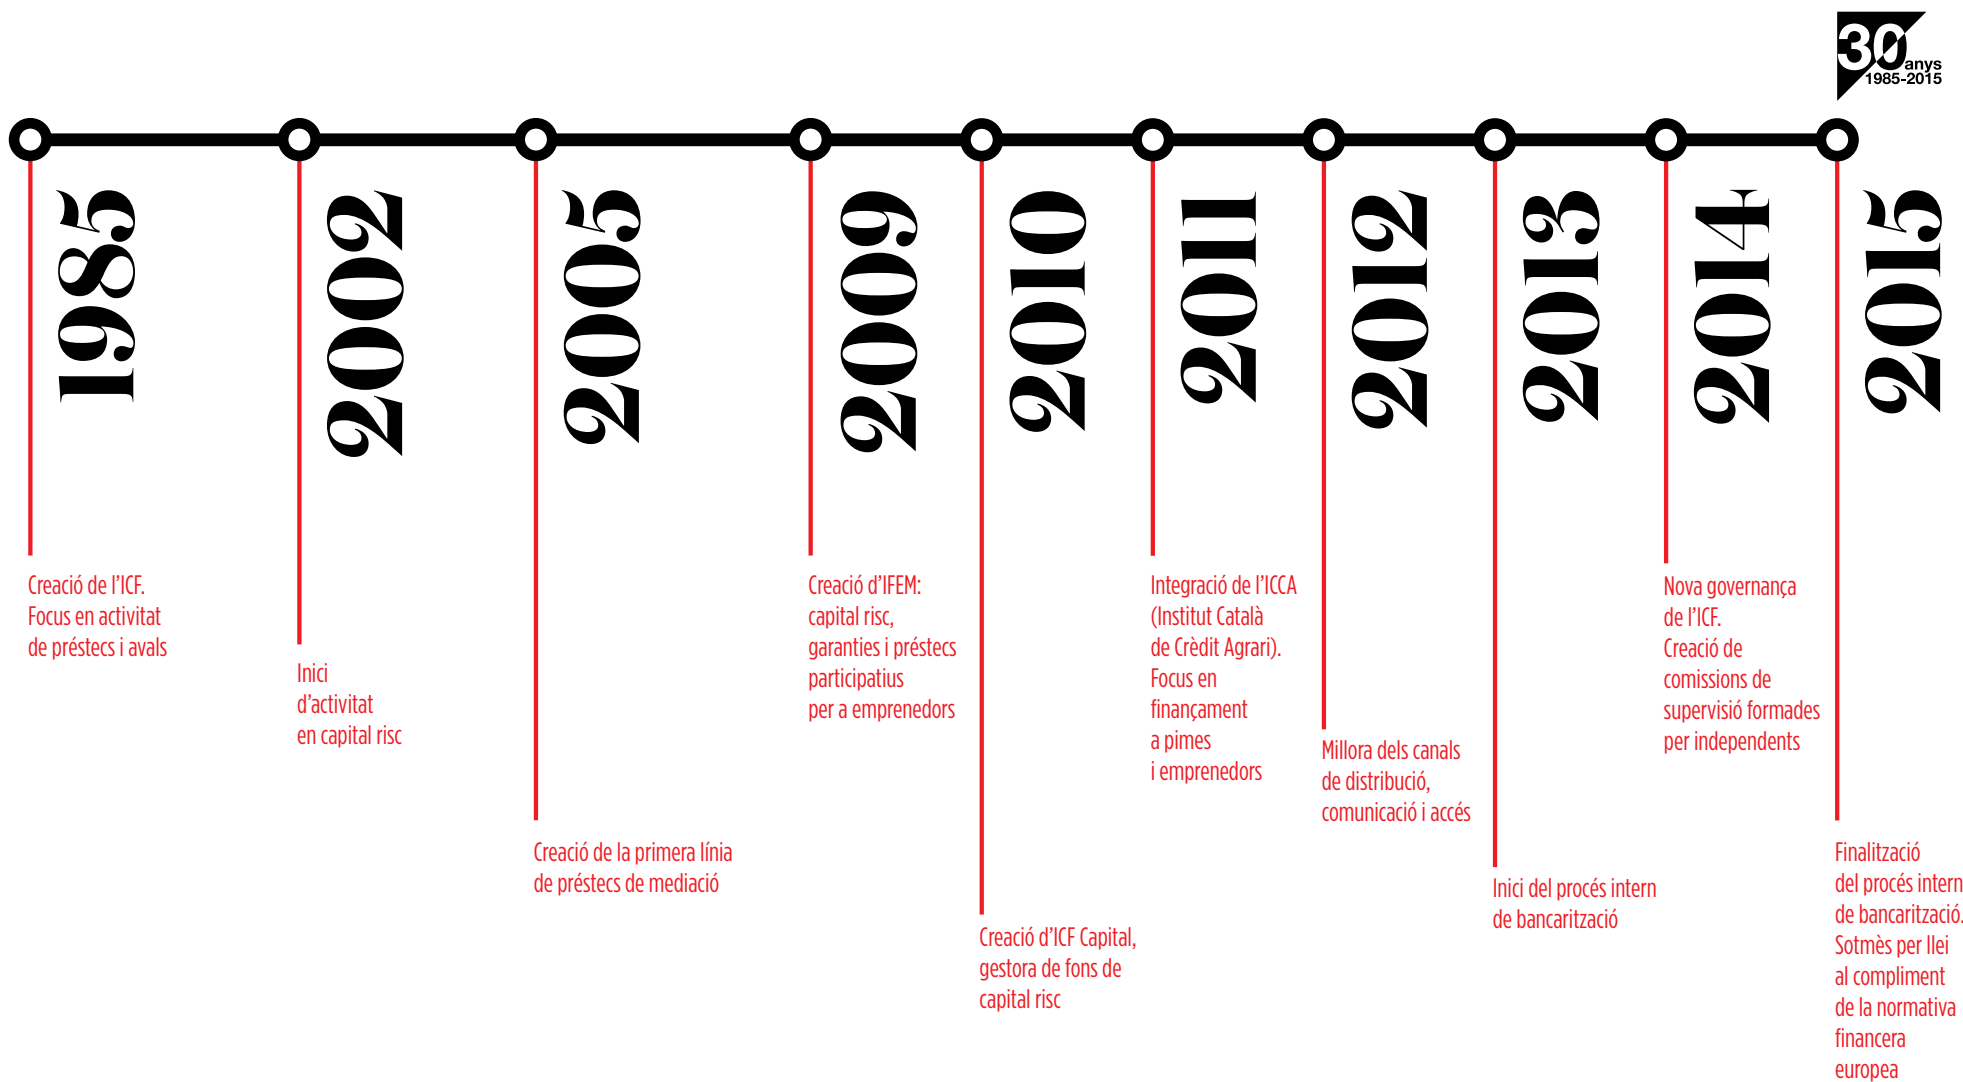 30
anys
1985-2015
1985
Creació de l’ICF.
Focus en activitat
de préstecs i avals
2002
Inici
d’activitat
en capital risc
2005
Creació de la primera línia
de préstecs de mediació
2009
Creació d’IFEM:
capital risc,
garanties i préstecs
participatius
per a emprenedors
2010
Creació d’ICF Capital,
gestora de fons de
capital risc
2011
Integració de l’ICCA
(Institut Català
de Crèdit Agrari).
Focus en
finançament
a pimes
i emprenedors
2012
Millora dels canals
de distribució,
comunicació i accés
2013
Inici del procés intern
de bancarització
2014
Nova governança
de l’ICF.
Creació de
comissions de
supervisió formades
per independents
2015
Finalització
del procés intern
de bancarització.
Sotmès per llei
al compliment
de la normativa
financera
europea